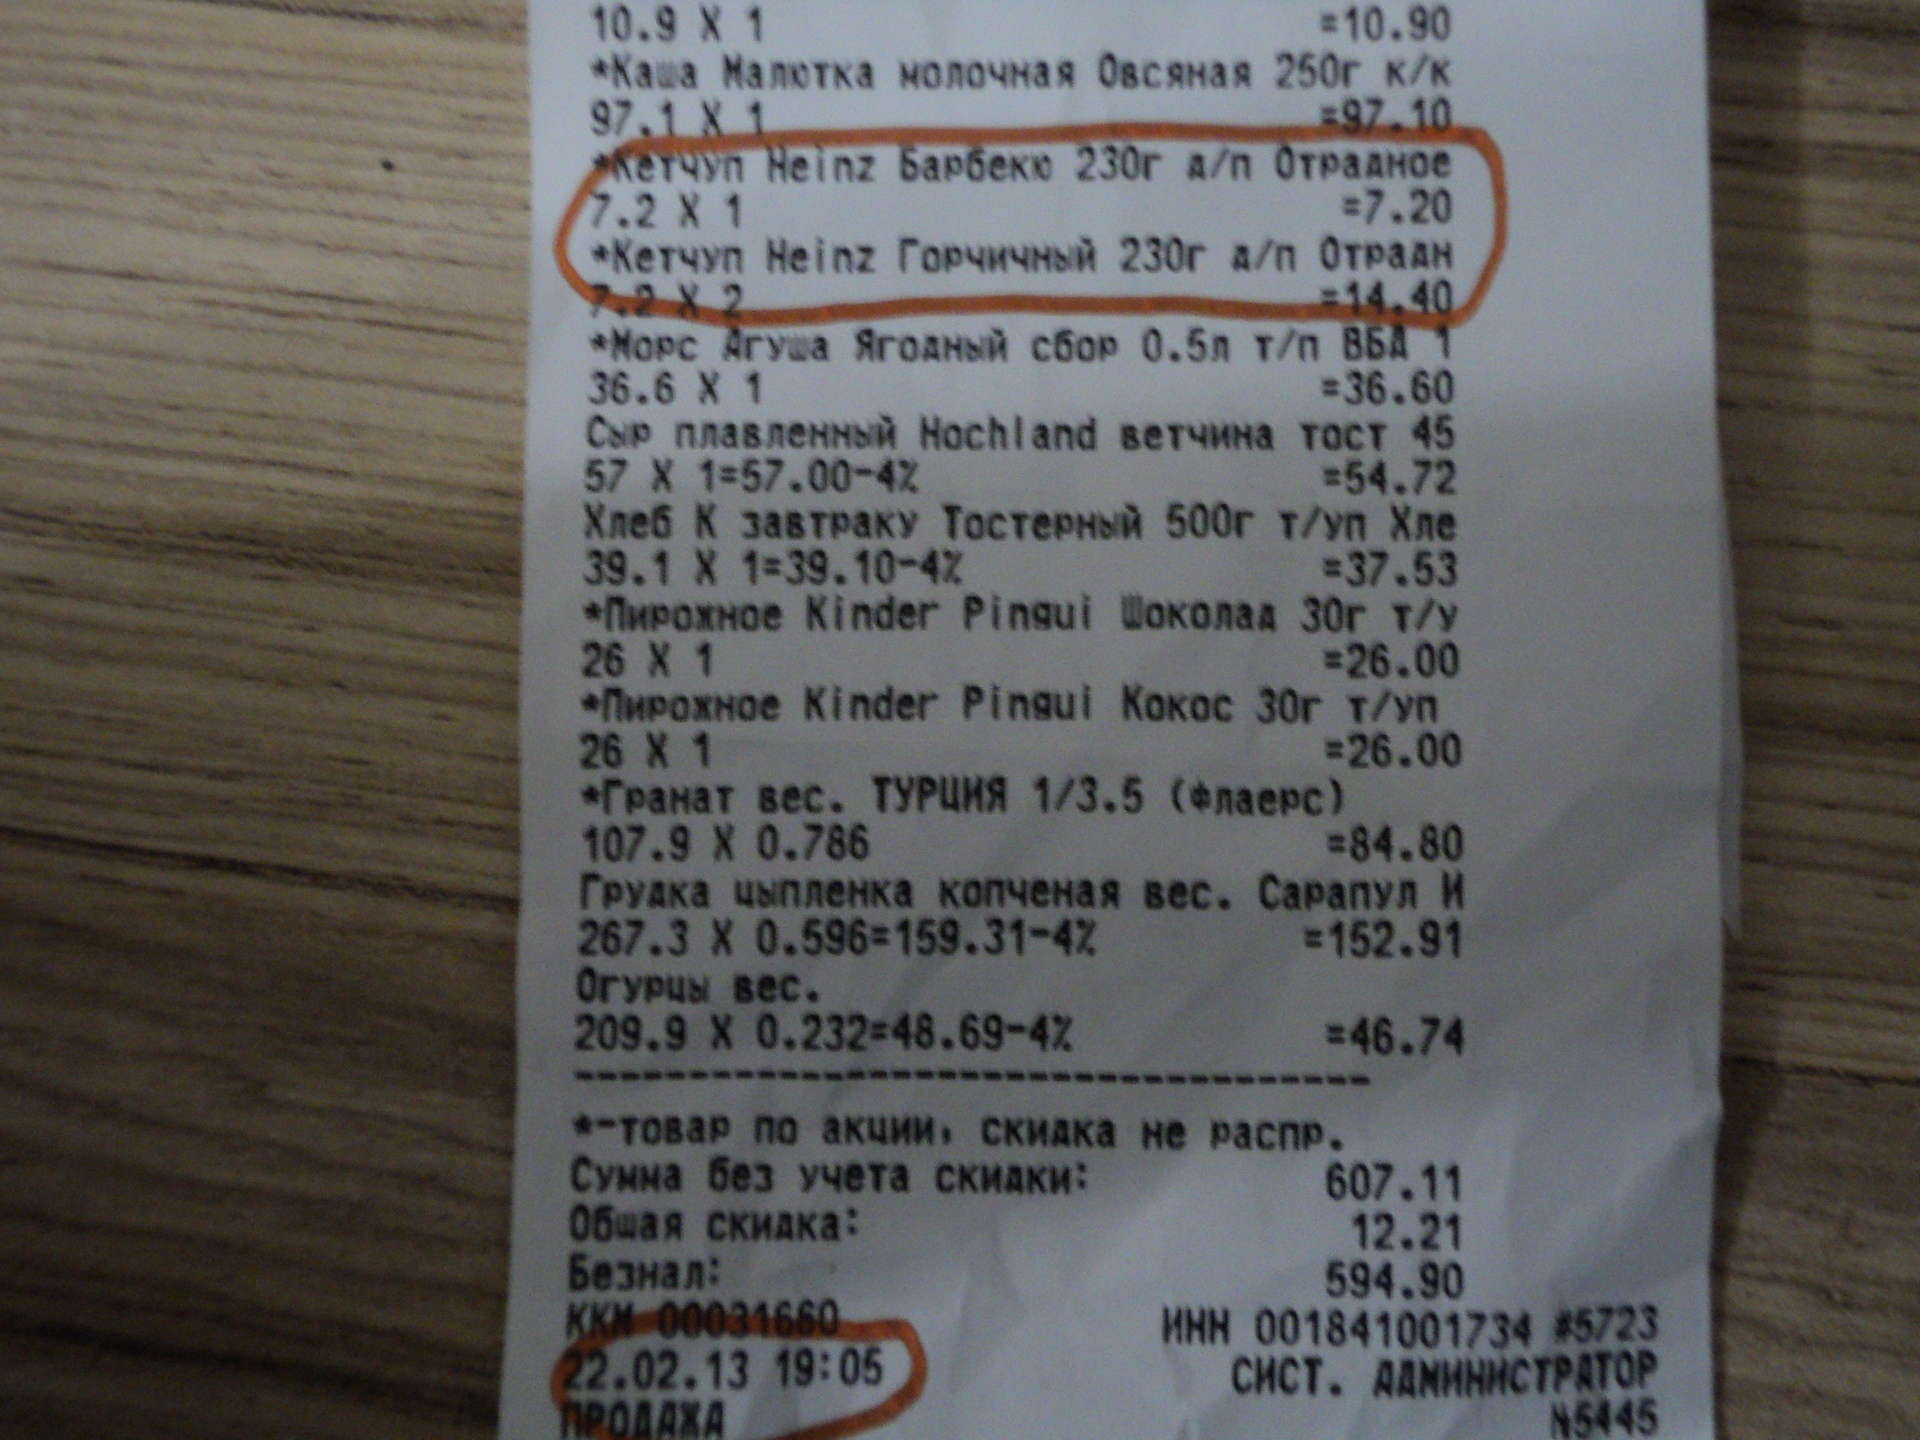 10.9 X 1 =10.90
*Каша Малютка молочная Овсяная 250г к/к
97.1 X 1 =97.10
*Кетчуп Heinz Барбекю 230г д/п Отрадное
7.2 X 1 =7.20
*Кетчуп Heinz Горчичный 230г д/п Отрадн
7.2 X 2 =14.40
*Морс Агуша Ягодный сбор 0.5л т/п ВБД 1
36.6 X 1 =36.60
Сыр плавленный Hochland ветчина тост 45
57 X 1=57.00-4% =54.72
Хлеб К завтраку Тостерный 500г т/уп Хле
39.1 X 1=39.10-4% =37.53
*Пирожное Kinder Pingui Шоколад 30г т/у
26 X 1 =26.00
*Пирожное Kinder Pingui Кокос 30г т/уп
26 X 1 =26.00
*Гранат вес. ТУРЦИЯ 1/3.5 (Флаерс)
107.9 X 0.786 =84.80
Грудка цыпленка копченая вес. Сарапул И
267.3 X 0.596=159.31-4% =152.91
Огурцы вес.
209.9 X 0.232=48.69-4% =46.74
------------------------------------
*-товар по акции, скидка не распр.
Сумма без учета скидки: 607.11
Общая скидка: 12.21
Безнал: 594.90
ККМ 00031660 ИНН 001841001734 #5723
22.02.13 19:05 СИСТ. АДМИНИСТРАТОР
ПРОДАЖА №5445